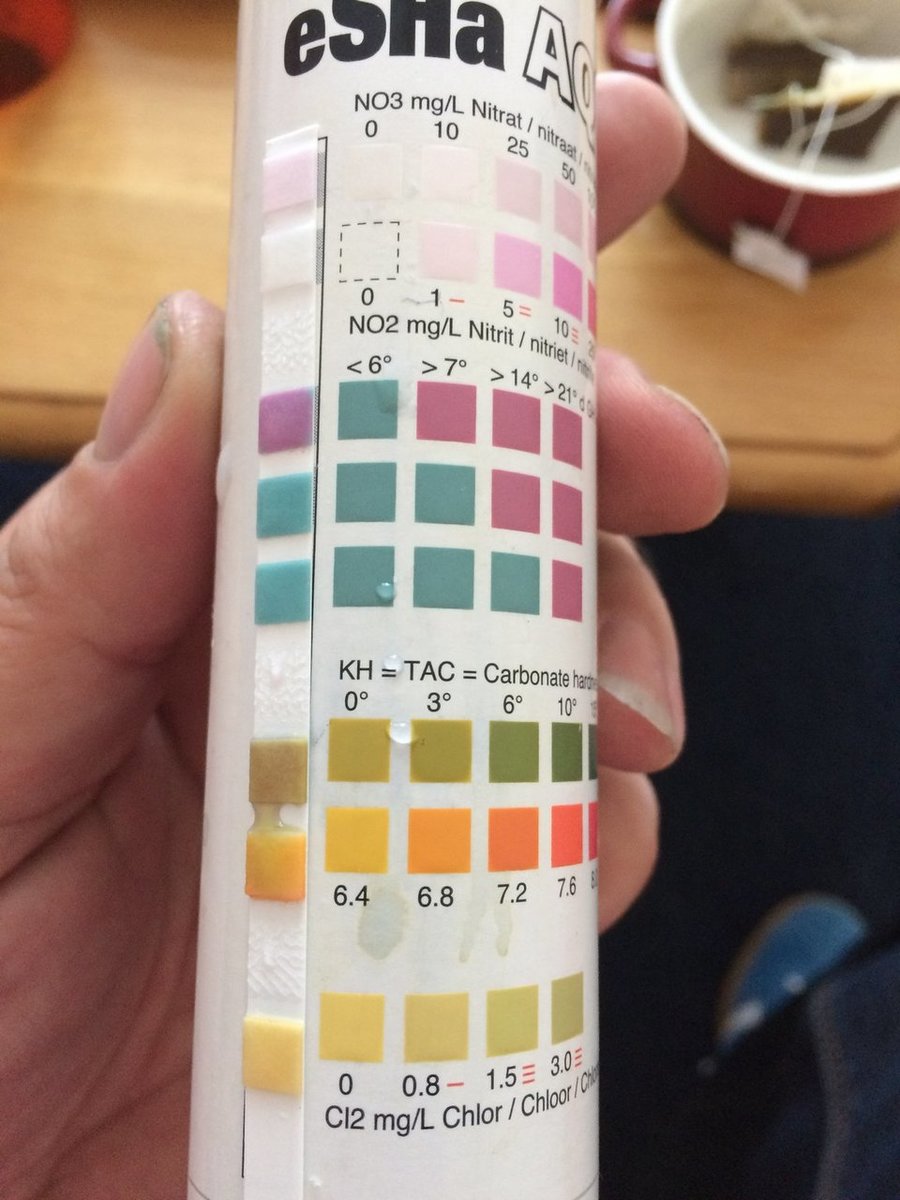 eSHa AQ
NO3 mg/L Nitrat / nitraat /
0 10 25 50
0 1 – 5 = 10 ≡
NO2 mg/L Nitrit / nitriet /
< 6° > 7° > 14° > 21° d
KH = TAC = Carbonate
0° 3° 6° 10°
6.4 6.8 7.2 7.6
0 0.8 – 1.5 ≡ 3.0 ≡
Cl2 mg/L Chlor / Chloor /